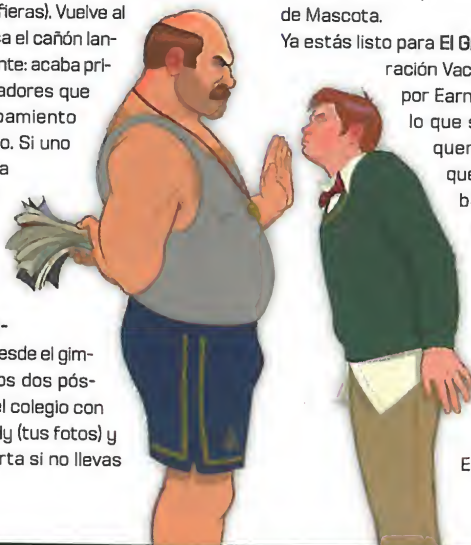 fieras). Vuelve al
sa el cañón lan-
nte: acaba pri-
adores que
pamiento
o. Si uno
a
-
esde el gim-
os dos pós-
el colegio con
dy (tus fotos) y
rta si no llevas
de Mascota.
Ya estás listo para El G
ración Vac
por Earn
lo que s
quer
que
b
E